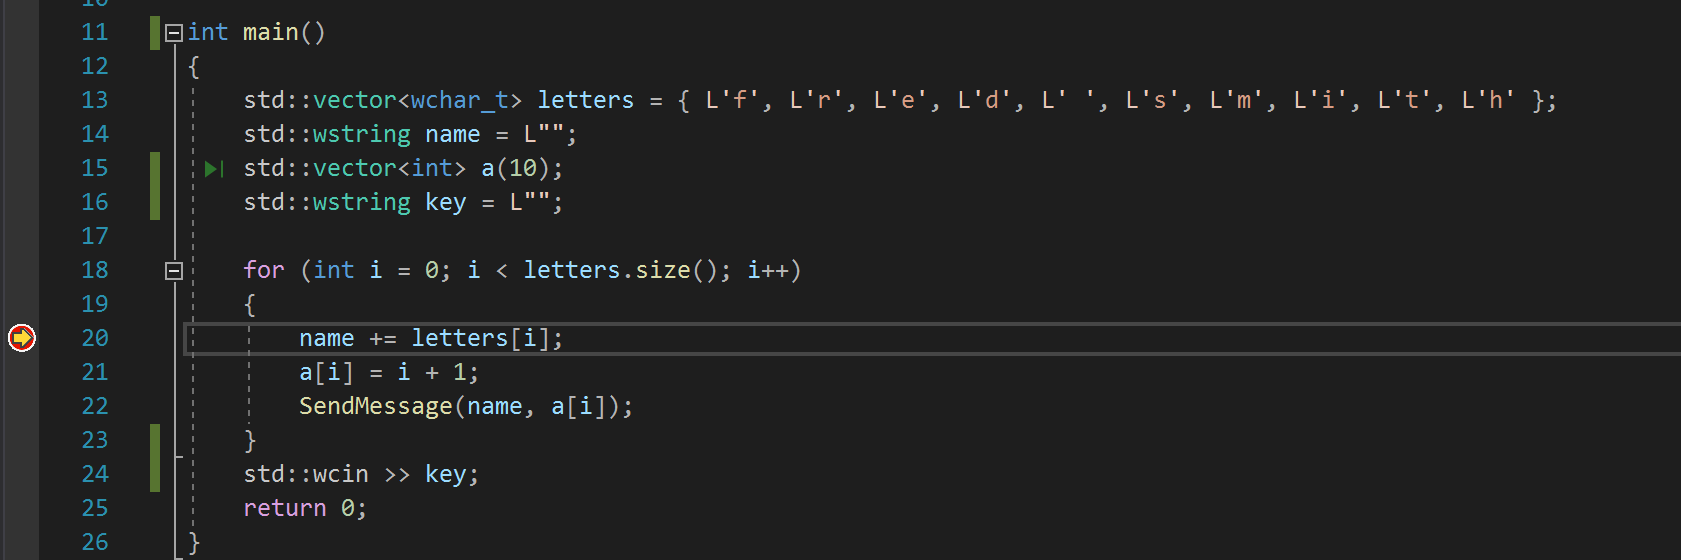 10
11 int main()
12 {
13 std::vector<wchar_t> letters = { L'f', L'r', L'e', L'd', L' ', L's', L'm', L'i', L't', L'h' };
14 std::wstring name = L"";
15 std::vector<int> a(10);
16 std::wstring key = L"";
17
18 for (int i = 0; i < letters.size(); i++)
19 {
20 name += letters[i];
21 a[i] = i + 1;
22 SendMessage(name, a[i]);
23 }
24 std::wcin >> key;
25 return 0;
26 }